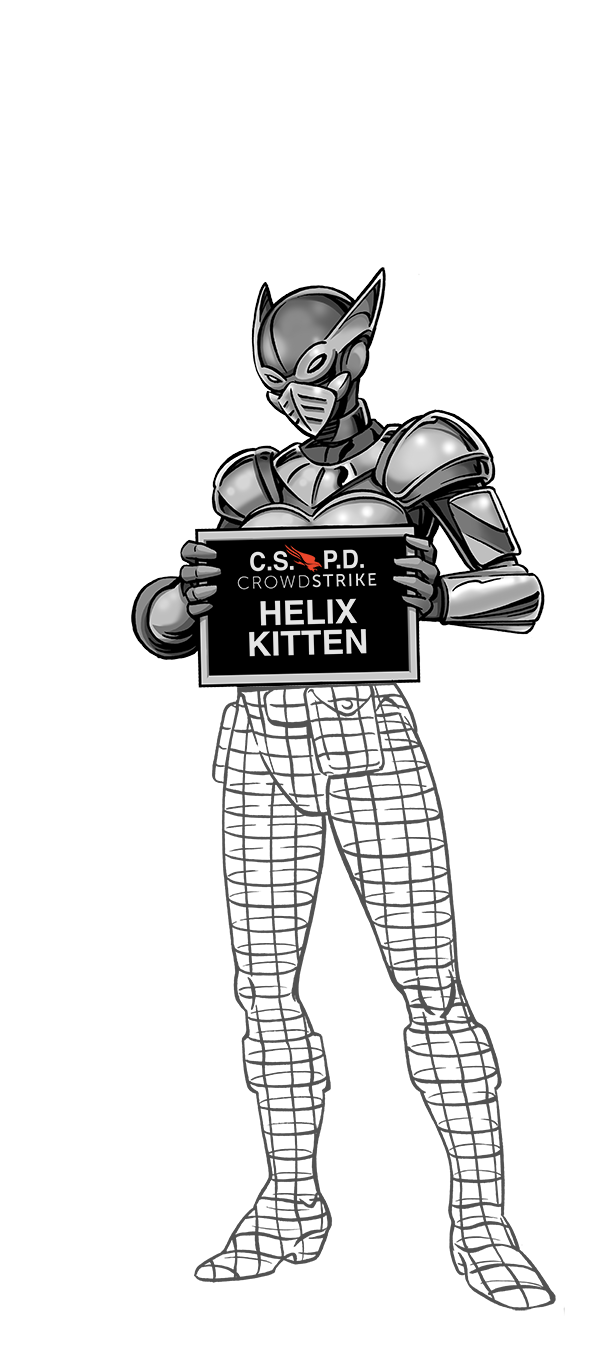 C.S. P.D.
CROWDSTRIKE
HELIX
KITTEN